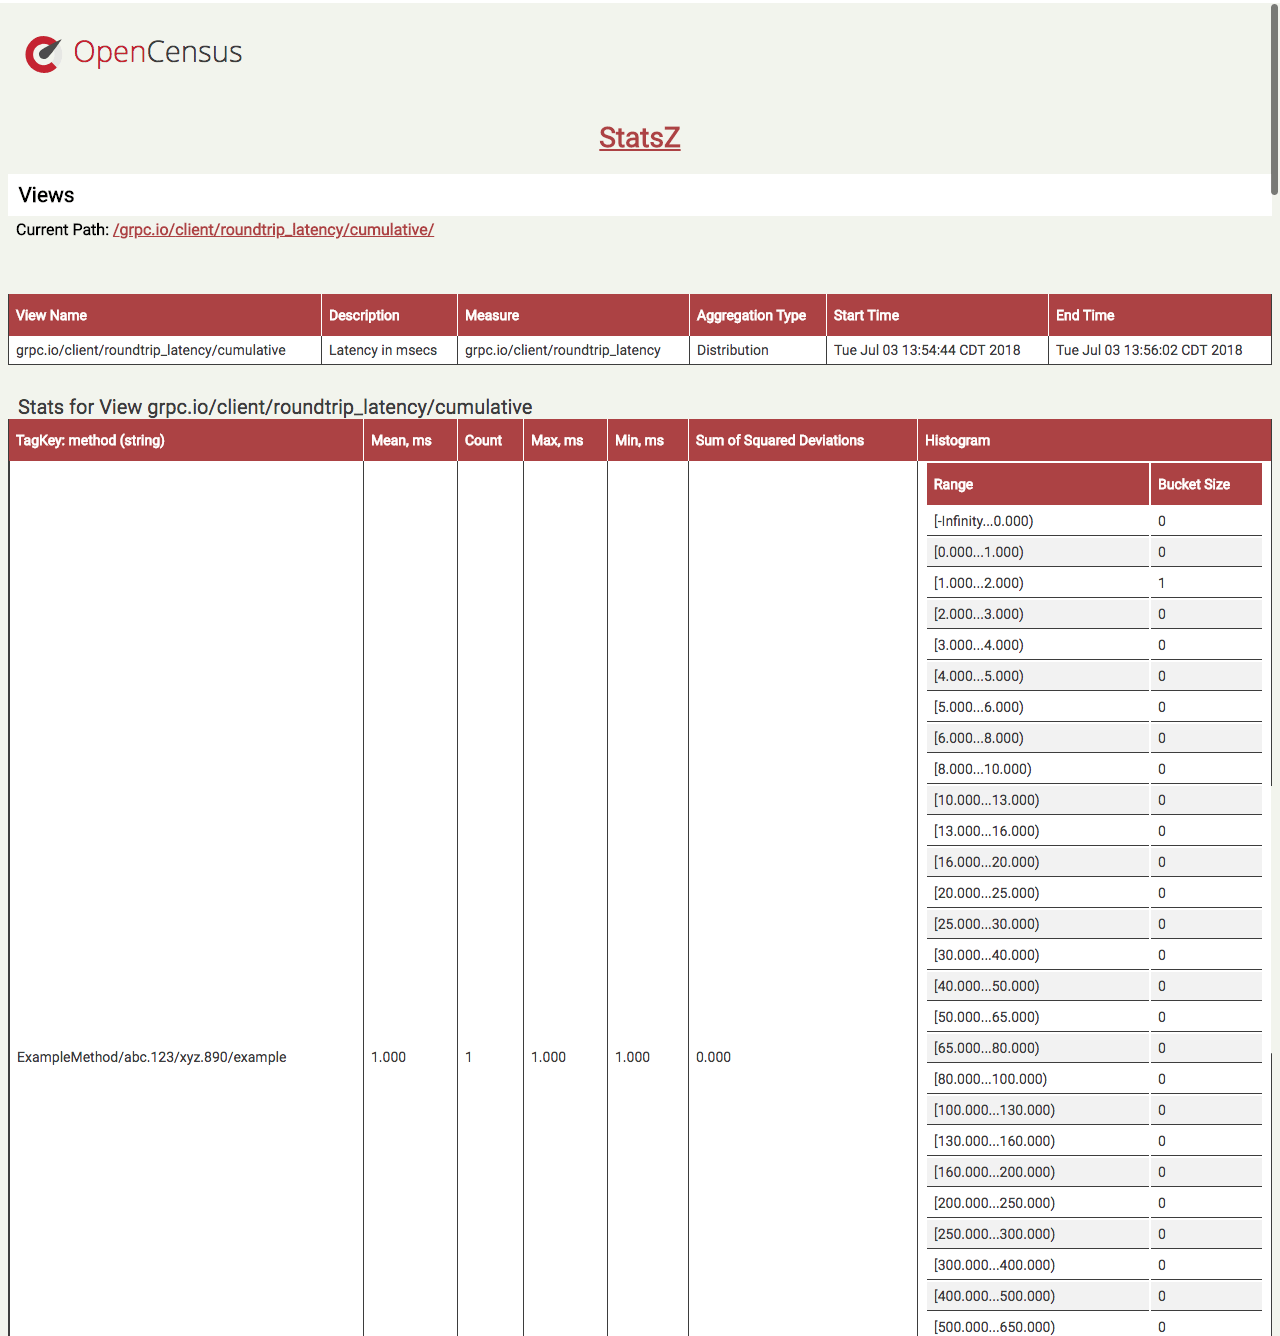 OpenCensus
StatsZ
Views
Current Path: /grpc.io/client/roundtrip_latency/cumulative/
View Name Description Measure Aggregation Type Start Time End Time
grpc.io/client/roundtrip_latency/cumulative Latency in msecs grpc.io/client/roundtrip_latency Distribution Tue Jul 03 13:54:44 CDT 2018 Tue Jul 03 13:56:02 CDT 2018
Stats for View grpc.io/client/roundtrip_latency/cumulative
TagKey: method (string) Mean, ms Count Max, ms Min, ms Sum of Squared Deviations Histogram
Range Bucket Size
[-Infinity...0.000) 0
[0.000...1.000) 0
[1.000...2.000) 1
[2.000...3.000) 0
[3.000...4.000) 0
[4.000...5.000) 0
[5.000...6.000) 0
[6.000...8.000) 0
[8.000...10.000) 0
[10.000...13.000) 0
[13.000...16.000) 0
[16.000...20.000) 0
[20.000...25.000) 0
[25.000...30.000) 0
[30.000...40.000) 0
[40.000...50.000) 0
[50.000...65.000) 0
[65.000...80.000) 0
ExampleMethod/abc.123/xyz.890/example 1.000 1 1.000 1.000 0.000
[80.000...100.000) 0
[100.000...130.000) 0
[130.000...160.000) 0
[160.000...200.000) 0
[200.000...250.000) 0
[250.000...300.000) 0
[300.000...400.000) 0
[400.000...500.000) 0
[500.000...650.000) 0